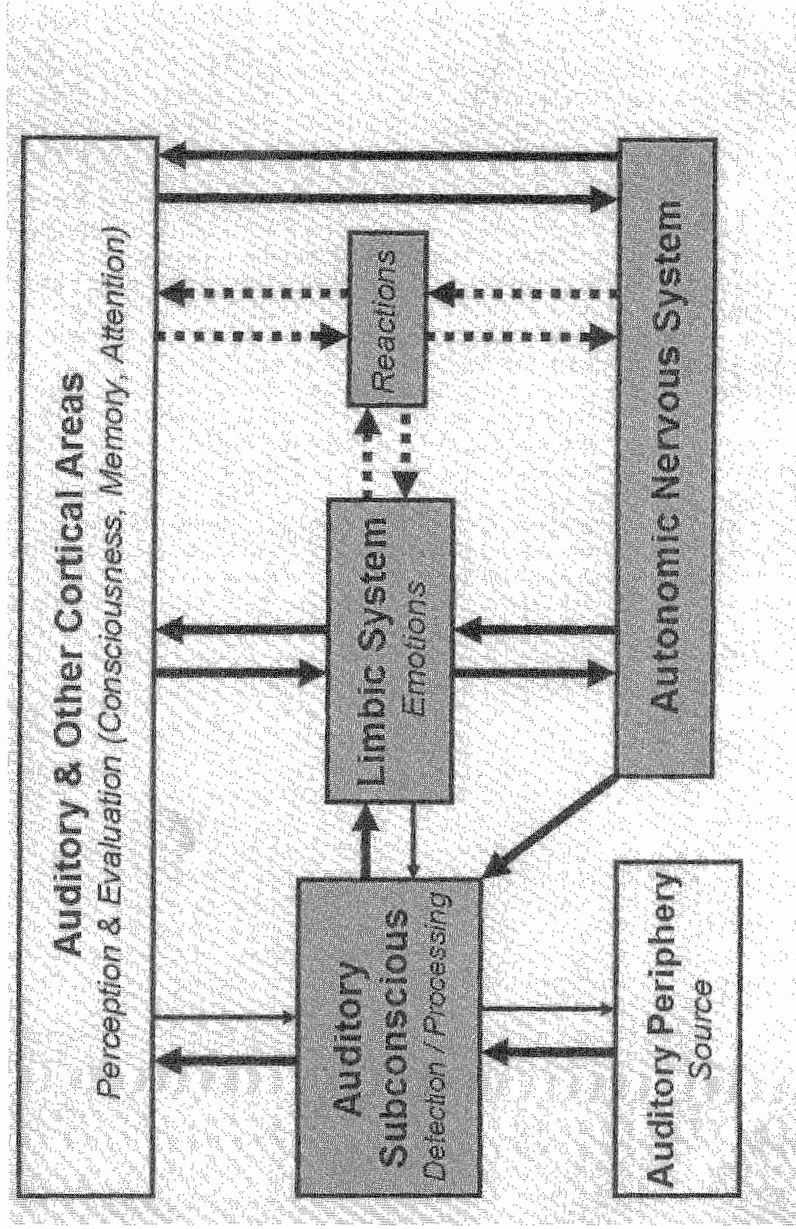 Auditory & Other Cortical Areas
Perception & Evaluation (Consciousness, Memory, Attention)
Auditory
Subconscious
Detection / Processing
Limbic System
Emotions
Reactions
Auditory Periphery
Source
Autonomic Nervous System